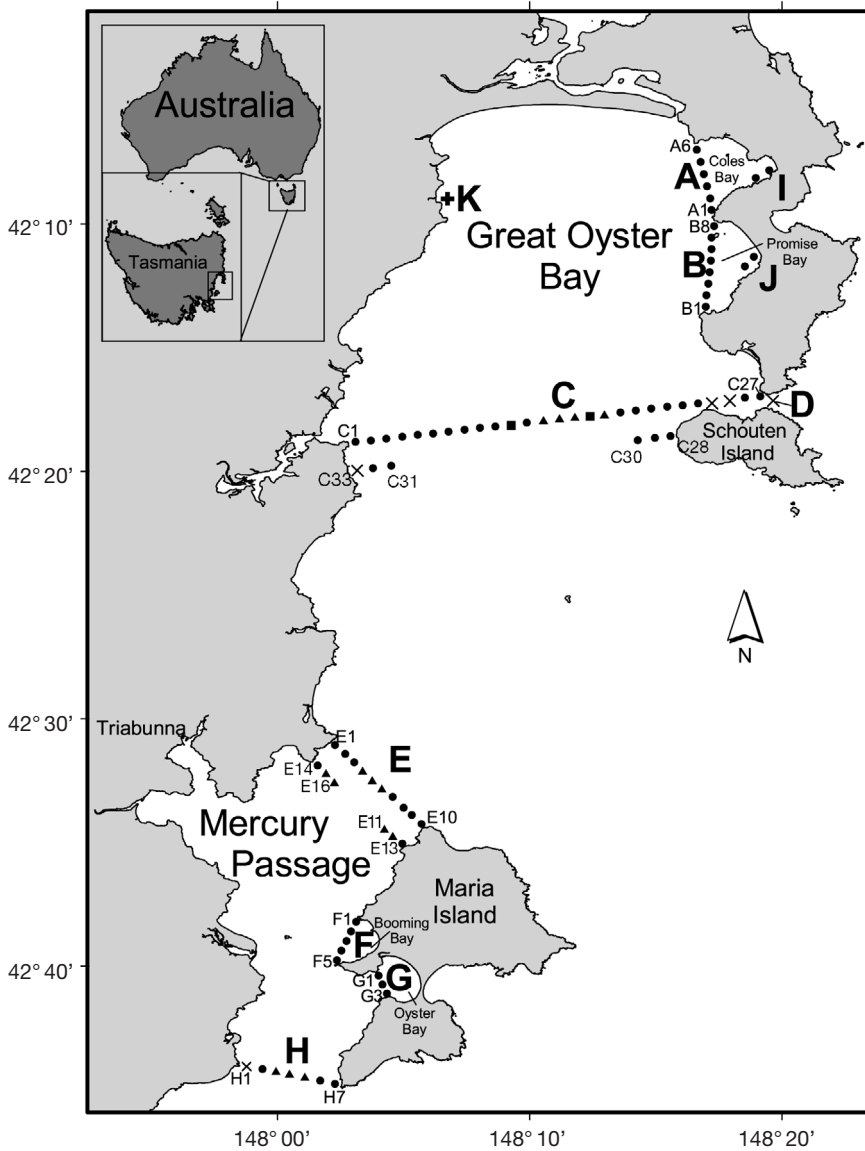 Australia
Tasmania
K
Great Oyster
Bay
A6
A
Coles
Bay
I
A1
B8
B
Promise
Bay
J
B1
C27
C
D
C1
Schouten
Island
C33
C31
C30
C28
N
Triabunna
E1
E
E14
E16
E10
E11
E13
Mercury
Passage
Maria
Island
F1
F
Booming
Bay
F5
G1
G
G3
Oyster
Bay
H
H1
H7
42°10’
42°20’
42°30’
42°40’
148°00’
148°10’
148°20’